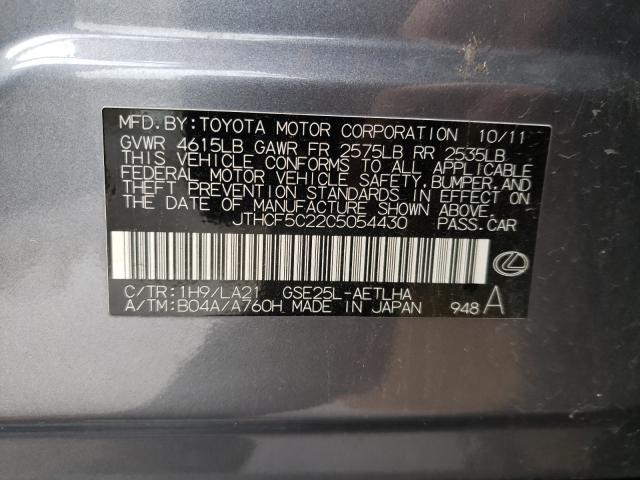 MFD.BY:TOYOTA MOTOR CORPORATION 10/11
GVWR 4615LB GAWR FR 2575LB RR 2535LB
THIS VEHICLE CONFORMS TO ALL APPLICABLE
FEDERAL MOTOR VEHICLE SAFETY,BUMPER,AND
THEFT PREVENTION STANDARDS IN EFFECT ON
THE DATE OF MANUFACTURE SHOWN ABOVE.
JTHCF5C22C5054430 PASS.CAR
C/TR:1H9/LA21 GSE25L-AETLHA
A/TM:B04A/A760H MADE IN JAPAN 948 A